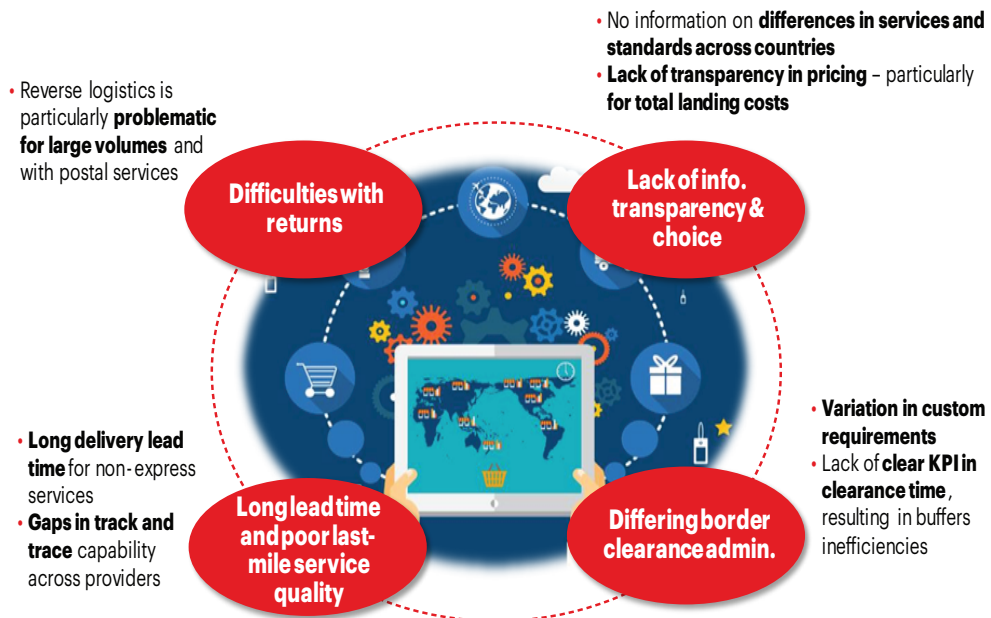 • No information on differences in services and
standards across countries
• Lack of transparency in pricing – particularly
for total landing costs
• Reverse logistics is
particularly problematic
for large volumes and
with postal services
Difficulties with
returns
Lack of info.
transparency &
choice
• Long delivery lead
time for non-express
services
• Gaps in track and
trace capability
across providers
Long lead time
and poor last-
mile service
quality
Differing border
clearance admin.
• Variation in custom
requirements
• Lack of clear KPI in
clearance time,
resulting in buffers
inefficiencies